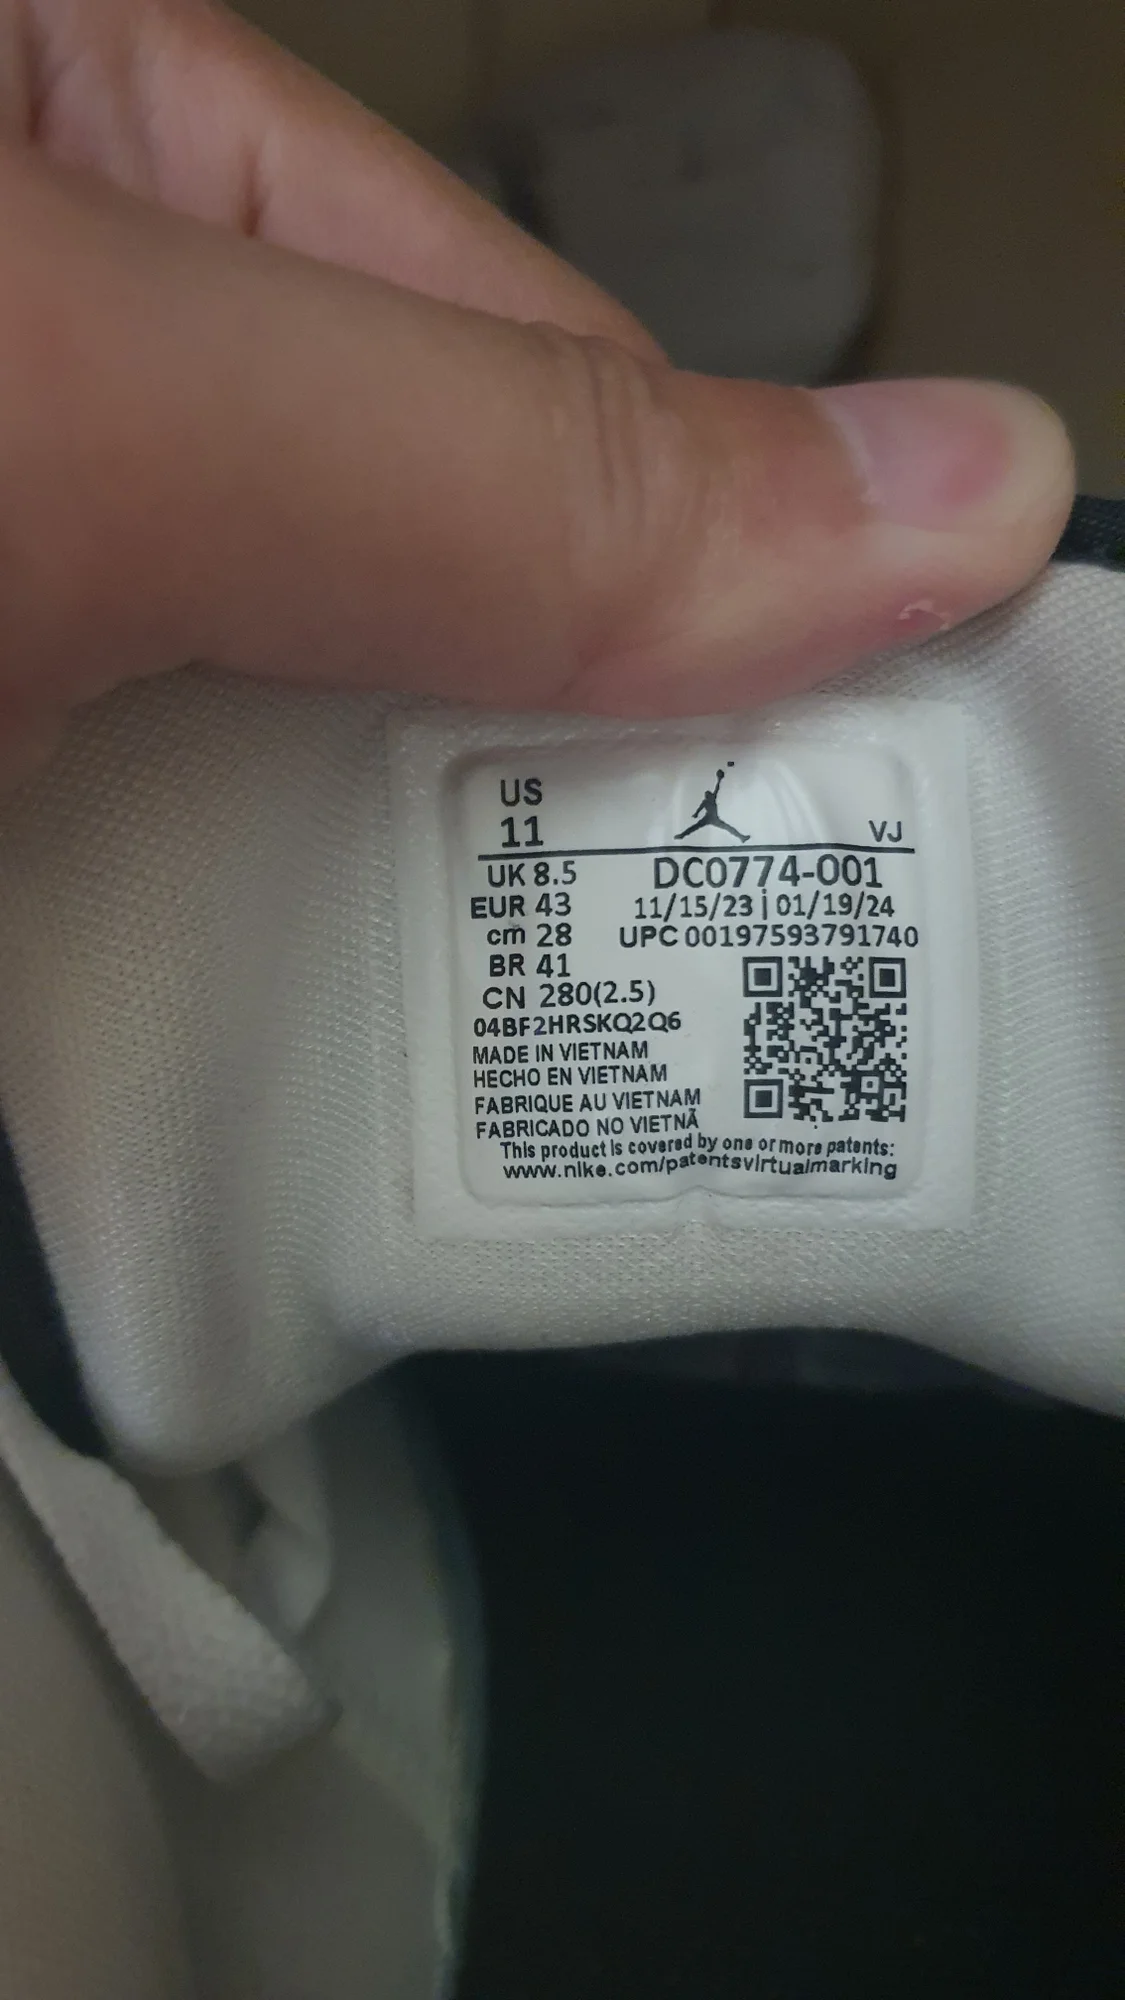 US
11
VJ
UK 8.5 DC0774-001
EUR 43 11/15/23 | 01/19/24
cm 28 UPC 00197593791740
BR 41
CN 280(2.5)
04BF2HRSKQ2Q6
MADE IN VIETNAM
HECHO EN VIETNAM
FABRIQUE AU VIETNAM
FABRICADO NO VIETNÃ
This product is covered by one or more patents:
www.nike.com/patentsvirtualmarking